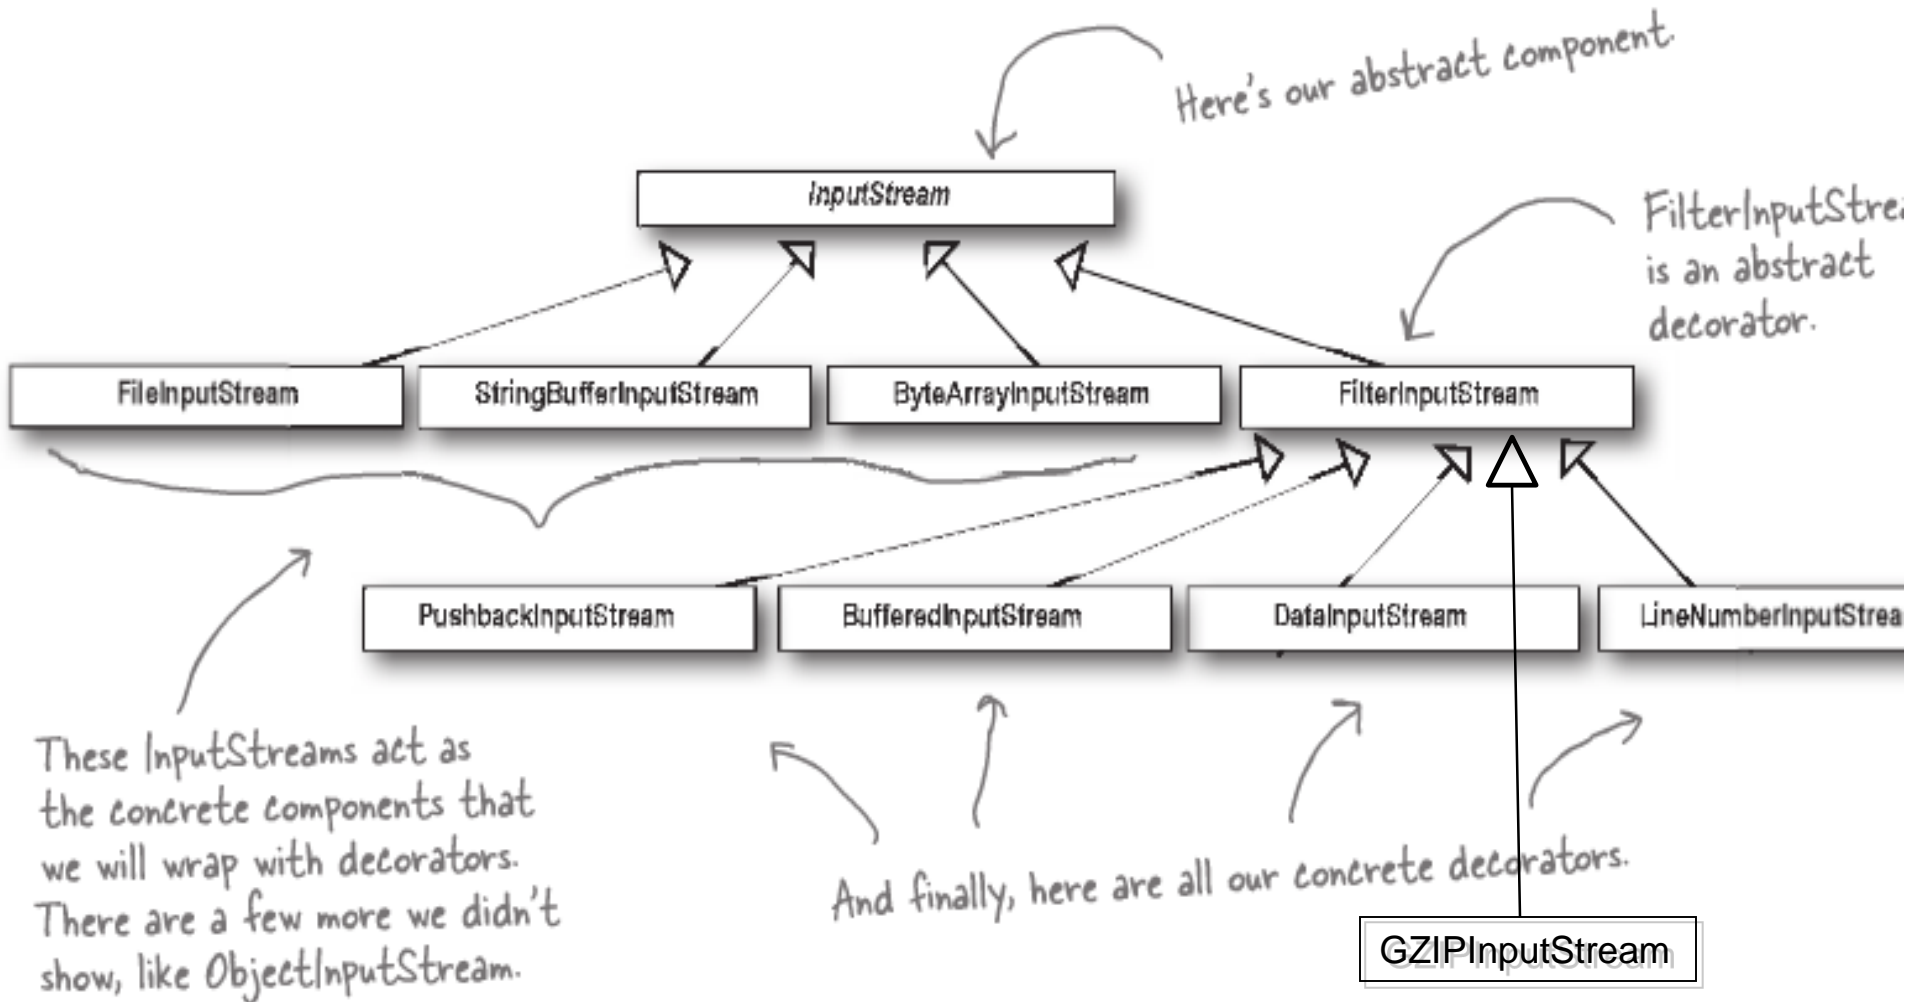 Here's our abstract component.
InputStream
FilterInputStrea
is an abstract
decorator.
FileInputStream
StringBufferInputStream
ByteArrayInputStream
FilterInputStream
PushbackInputStream
BufferedInputStream
DataInputStream
LineNumberInputStrea
These InputStreams act as
the concrete components that
we will wrap with decorators.
There are a few more we didn't
show, like ObjectInputStream.
And finally, here are all our concrete decorators.
GZIPInputStream